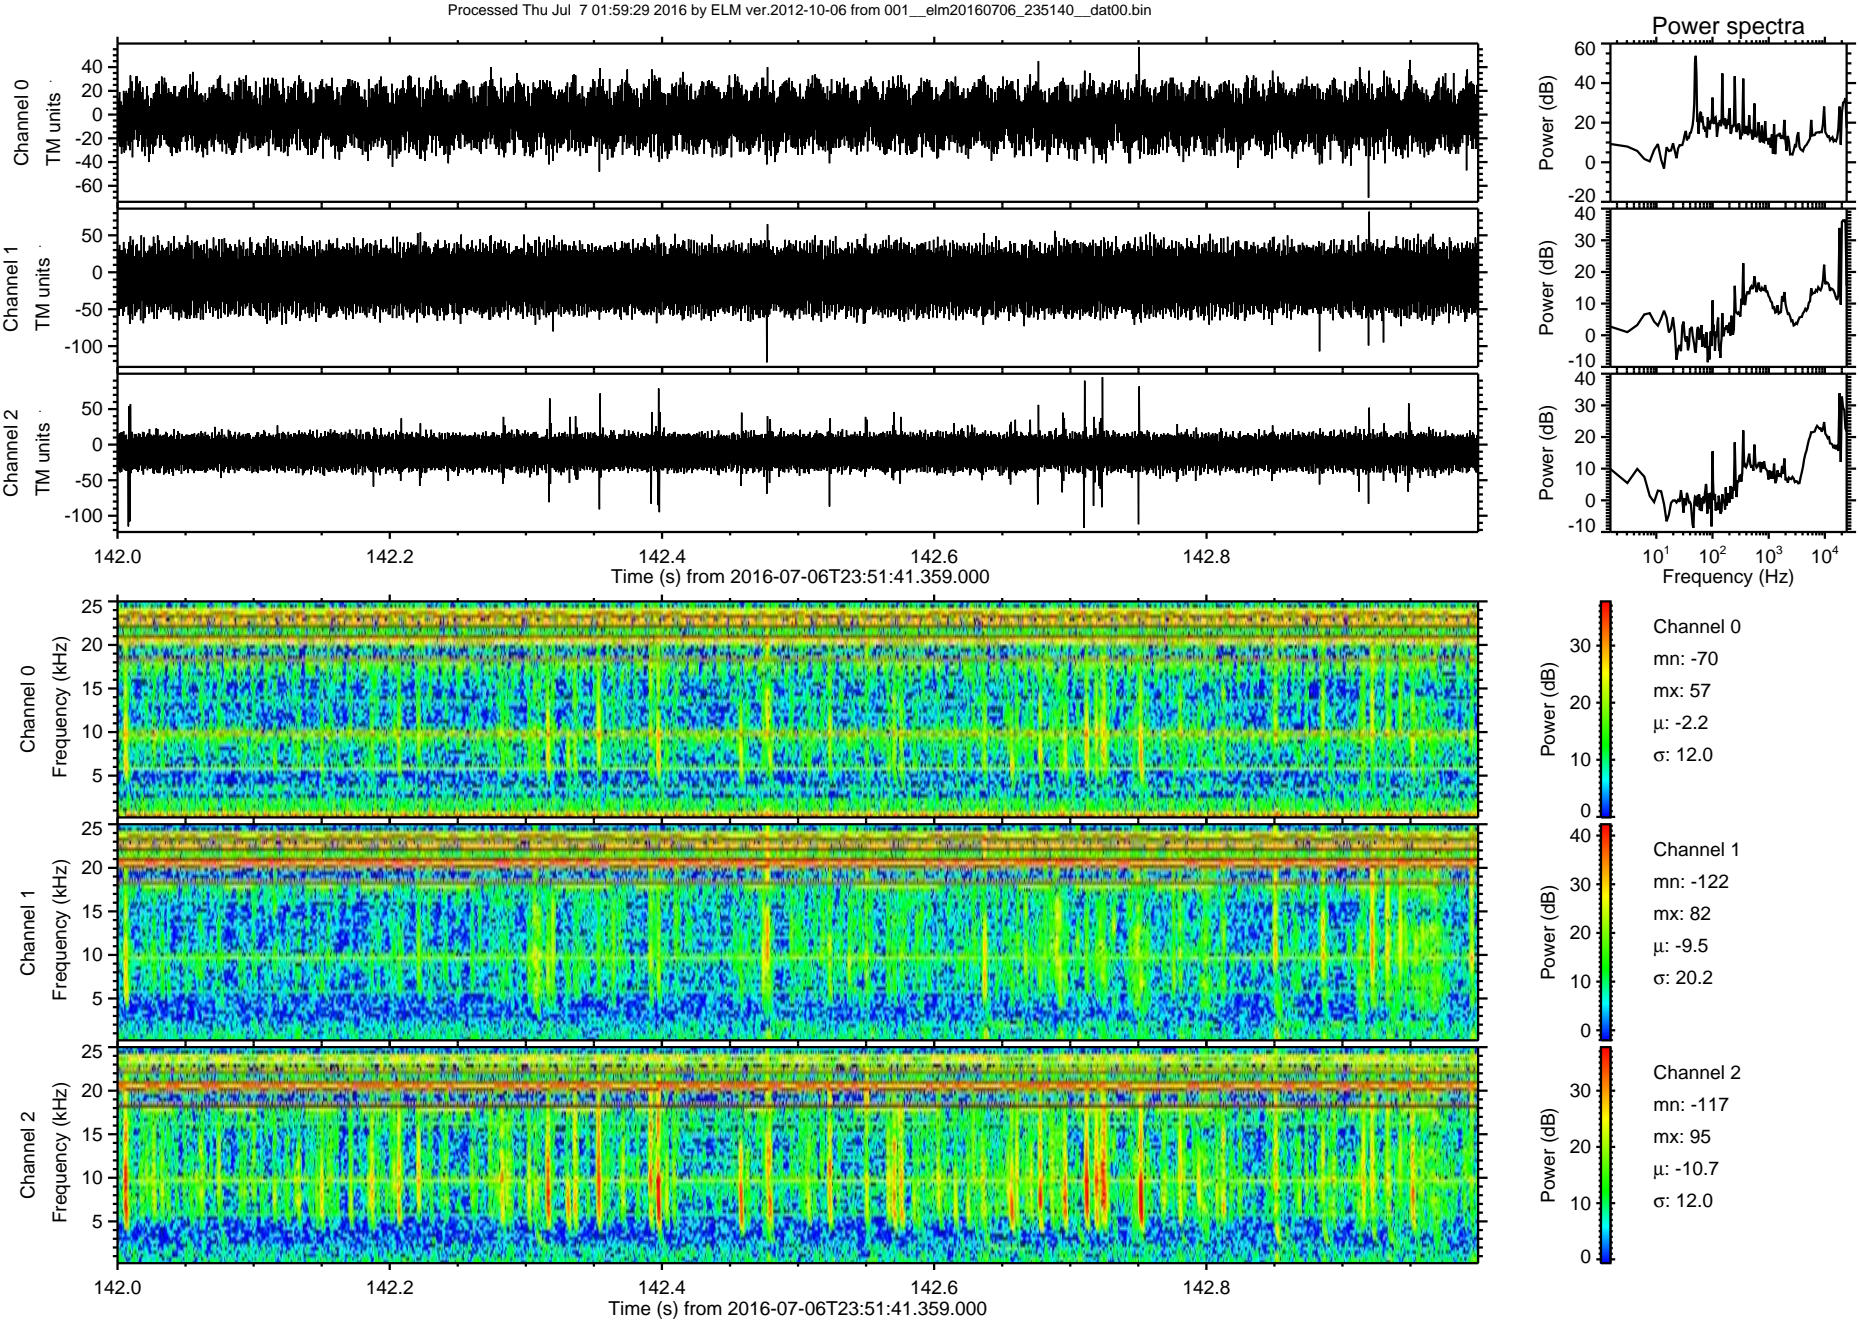 Processed Thu Jul  7 01:59:29 2016 by ELM ver.2012-10-06 from 001__elm20160706_235140__dat00.bin
Power spectra
Channel 0
TM units
40
20
0
-20
-40
-60
Power (dB)
60
40
20
0
-20
Channel 1
TM units
50
0
-50
-100
Power (dB)
40
30
20
10
0
-10
Channel 2
TM units
50
0
-50
-100
Power (dB)
40
30
20
10
0
-10
142.0 142.2 142.4 142.6 142.8
Time (s) from 2016-07-06T23:51:41.359.000
10¹ 10² 10³ 10⁴
Frequency (Hz)
Channel 0
Frequency (kHz)
25
20
15
10
5
Power (dB)
30
20
10
0
Channel 0
mn: -70
mx: 57
μ: -2.2
σ: 12.0
Channel 1
Frequency (kHz)
25
20
15
10
5
Power (dB)
40
30
20
10
0
Channel 1
mn: -122
mx: 82
μ: -9.5
σ: 20.2
Channel 2
Frequency (kHz)
25
20
15
10
5
Power (dB)
30
20
10
0
Channel 2
mn: -117
mx: 95
μ: -10.7
σ: 12.0
142.0 142.2 142.4 142.6 142.8
Time (s) from 2016-07-06T23:51:41.359.000